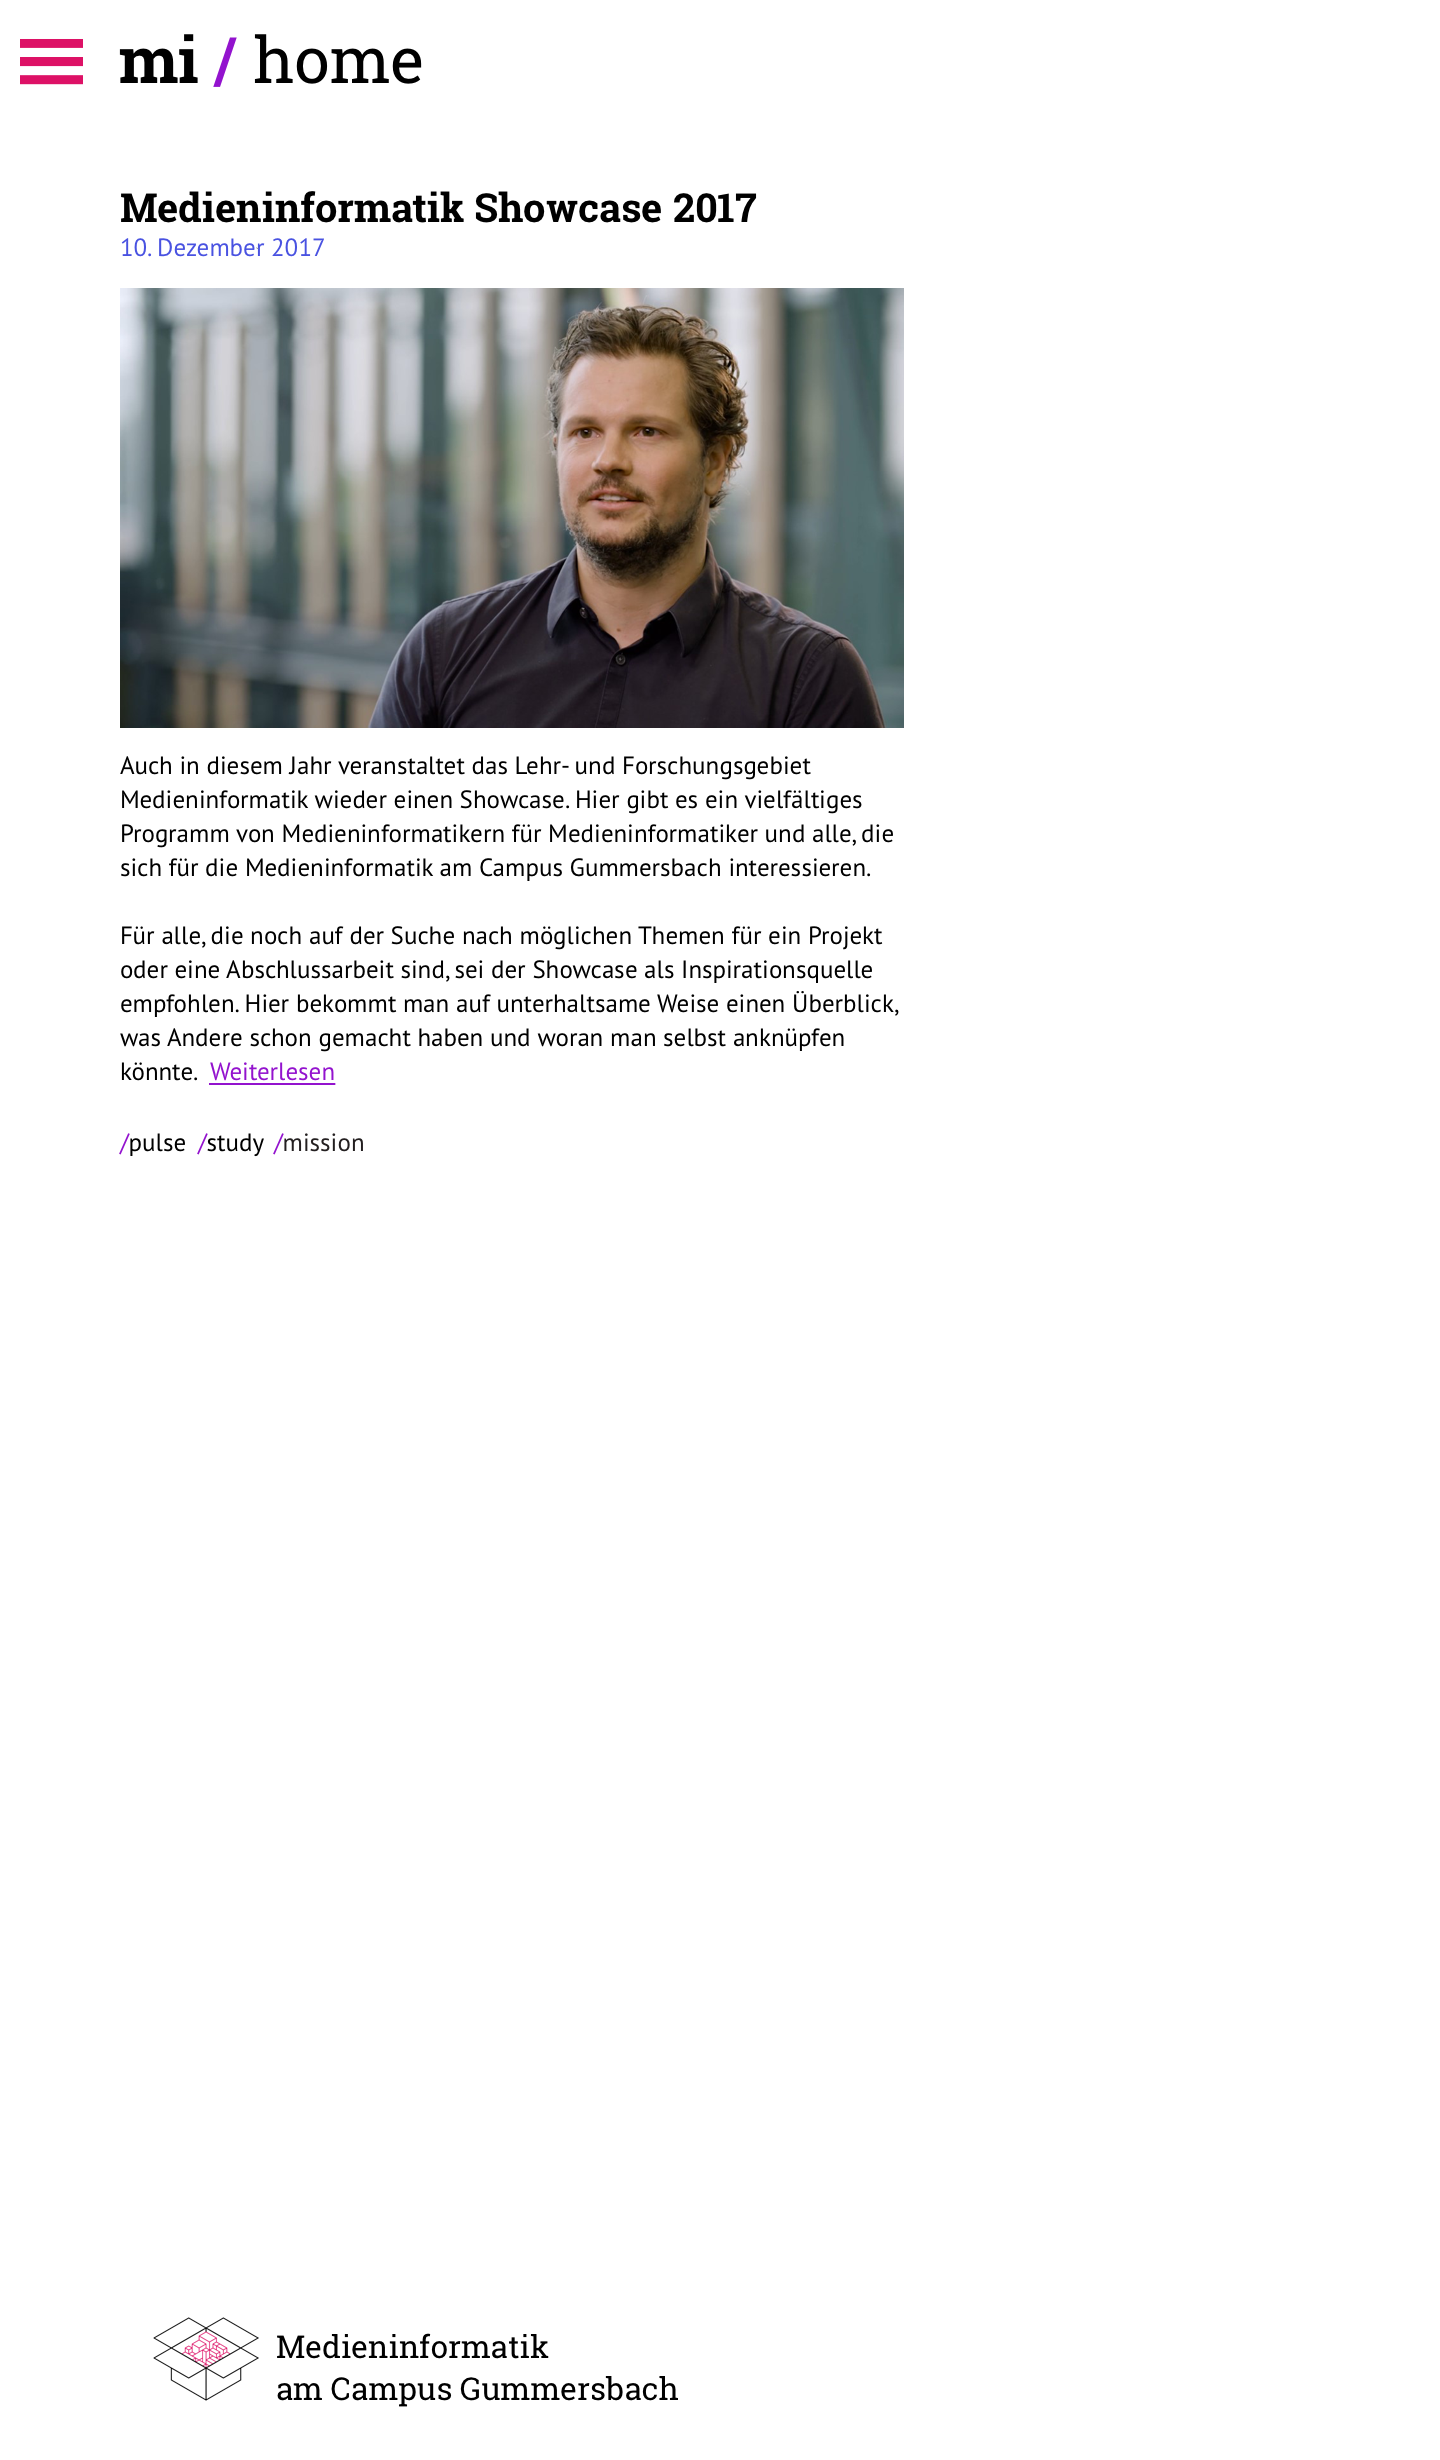 mi / home
Medieninformatik Showcase 2017
10. Dezember 2017
Auch in diesem Jahr veranstaltet das Lehr- und Forschungsgebiet
Medieninformatik wieder einen Showcase. Hier gibt es ein vielfältiges
Programm von Medieninformatikern für Medieninformatiker und alle, die
sich für die Medieninformatik am Campus Gummersbach interessieren.
Für alle, die noch auf der Suche nach möglichen Themen für ein Projekt
oder eine Abschlussarbeit sind, sei der Showcase als Inspirationsquelle
empfohlen. Hier bekommt man auf unterhaltsame Weise einen Überblick,
was Andere schon gemacht haben und woran man selbst anknüpfen
könnte. Weiterlesen
/pulse /study /mission
Medieninformatik
am Campus Gummersbach